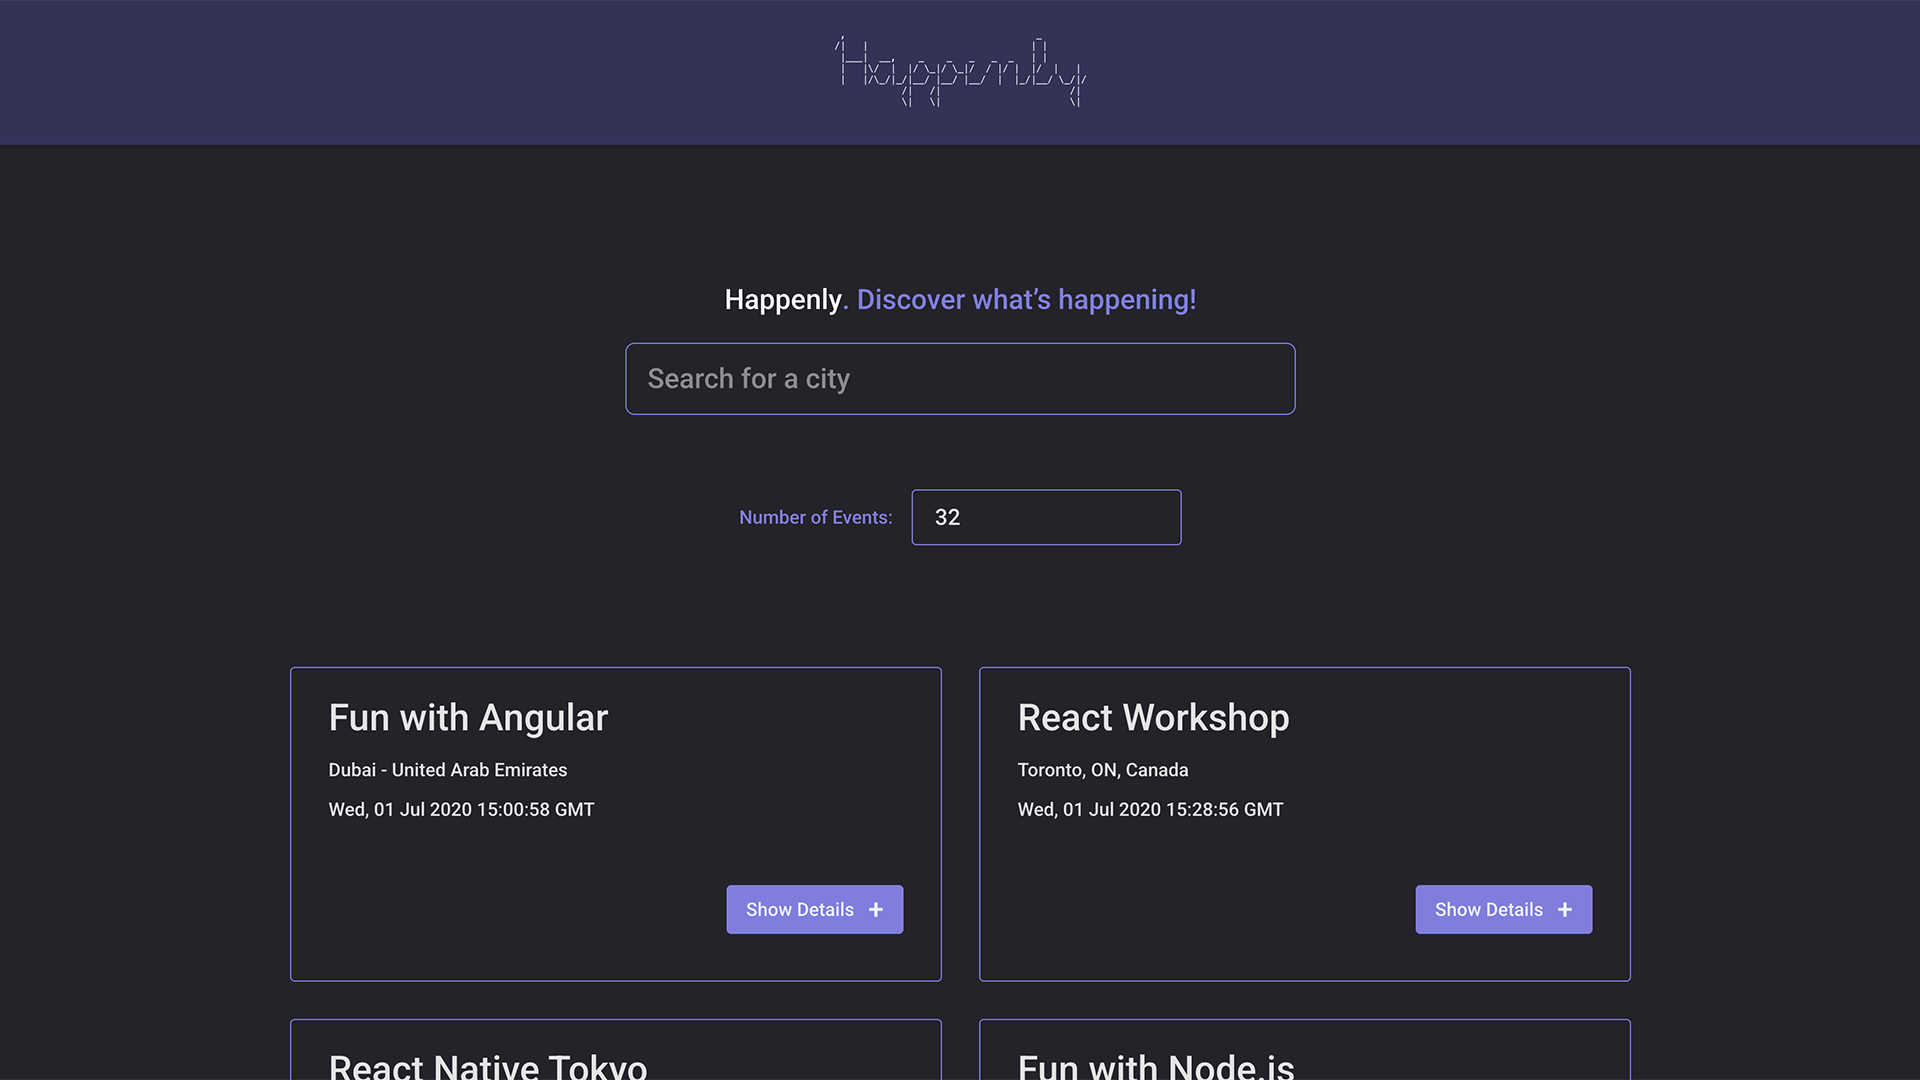 Happenly
Happenly. Discover what’s happening!
Search for a city
Number of Events: 32
Fun with Angular
Dubai - United Arab Emirates
Wed, 01 Jul 2020 15:00:58 GMT
Show Details +
React Workshop
Toronto, ON, Canada
Wed, 01 Jul 2020 15:28:56 GMT
Show Details +
React Native Tokyo
Fun with Node.js